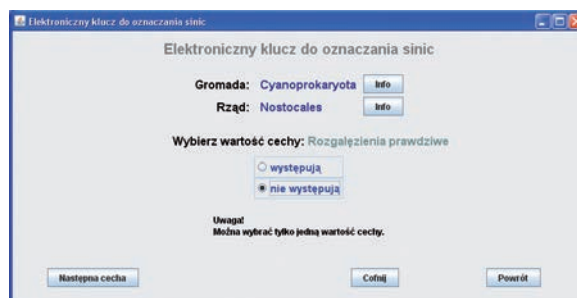 Elektroniczny klucz do oznaczania sinic
Elektroniczny klucz do oznaczania sinic
Gromada: Cyanoprokaryota Info
Rząd: Nostocales Info
Wybierz wartość cechy: Rozgałęzienia prawdziwe
występują
nie występują
Uwaga!
Można wybrać tylko jedną wartość cechy.
Następna cecha Cofnij Powrót